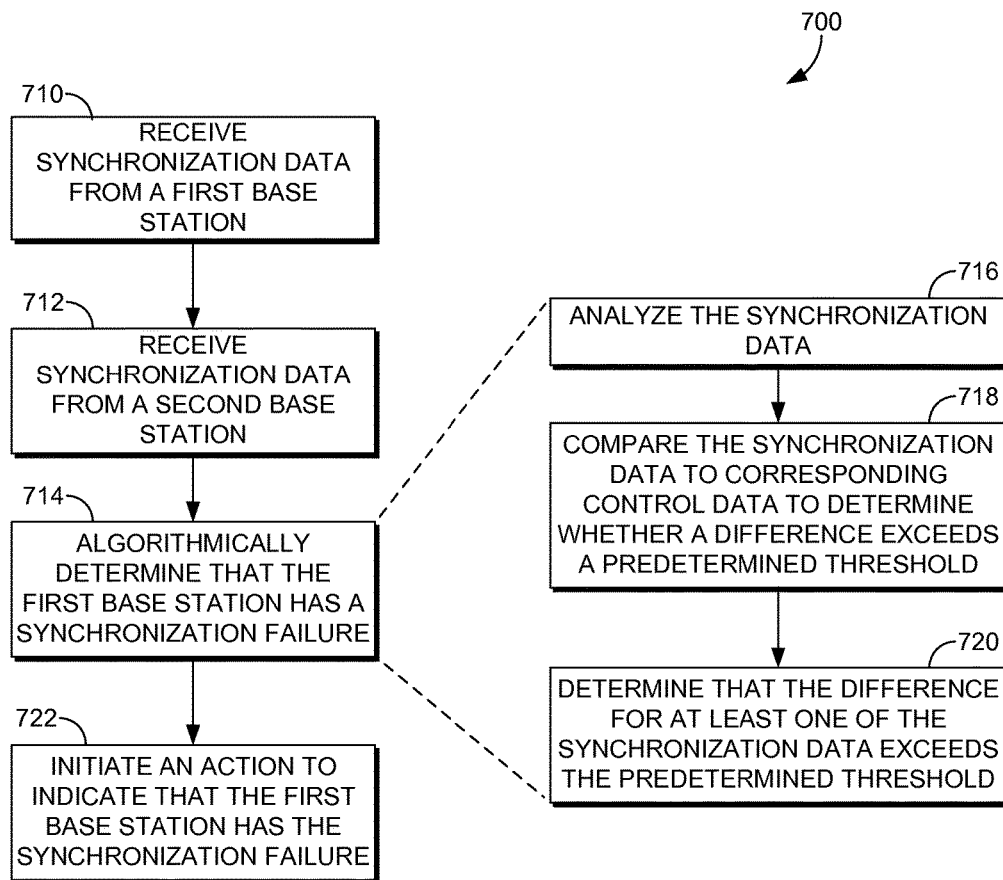 700
710
RECEIVE
SYNCHRONIZATION DATA
FROM A FIRST BASE
STATION
712
RECEIVE
SYNCHRONIZATION DATA
FROM A SECOND BASE
STATION
714
ALGORITHMICALLY
DETERMINE THAT THE
FIRST BASE STATION HAS A
SYNCHRONIZATION FAILURE
722
INITIATE AN ACTION TO
INDICATE THAT THE FIRST
BASE STATION HAS THE
SYNCHRONIZATION FAILURE
716
ANALYZE THE SYNCHRONIZATION
DATA
718
COMPARE THE SYNCHRONIZATION
DATA TO CORRESPONDING
CONTROL DATA TO DETERMINE
WHETHER A DIFFERENCE EXCEEDS
A PREDETERMINED THRESHOLD
720
DETERMINE THAT THE DIFFERENCE
FOR AT LEAST ONE OF THE
SYNCHRONIZATION DATA EXCEEDS
THE PREDETERMINED THRESHOLD